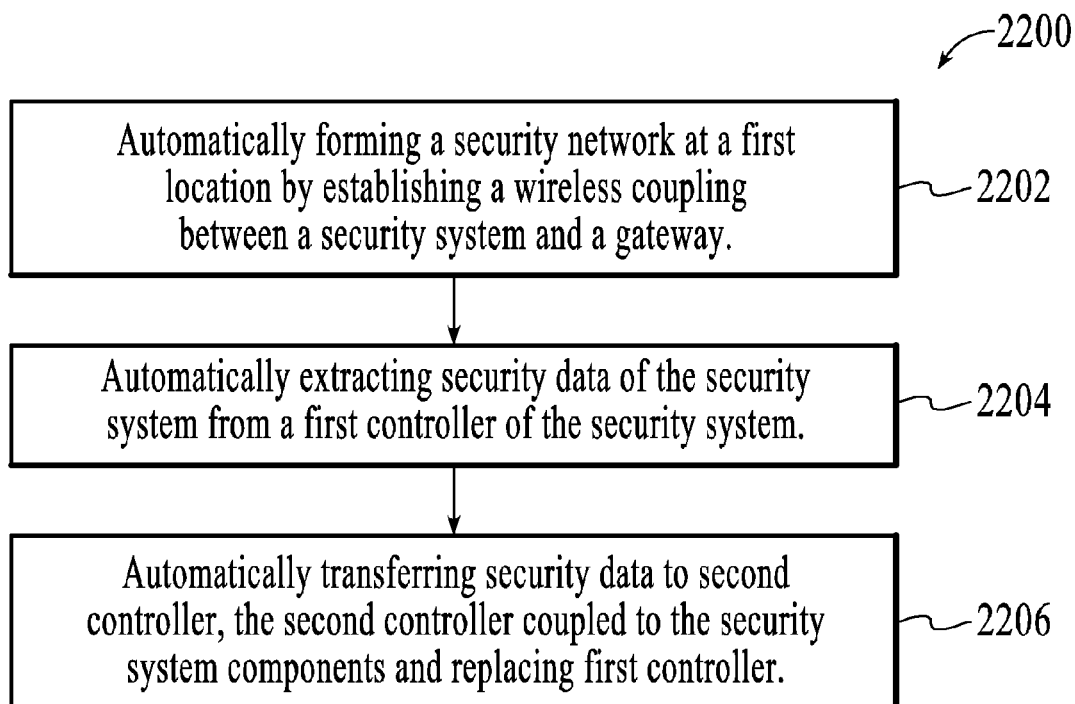 2200
Automatically forming a security network at a first
location by establishing a wireless coupling
between a security system and a gateway.
2202
Automatically extracting security data of the security
system from a first controller of the security system.
2204
Automatically transferring security data to second
controller, the second controller coupled to the security
system components and replacing first controller.
2206